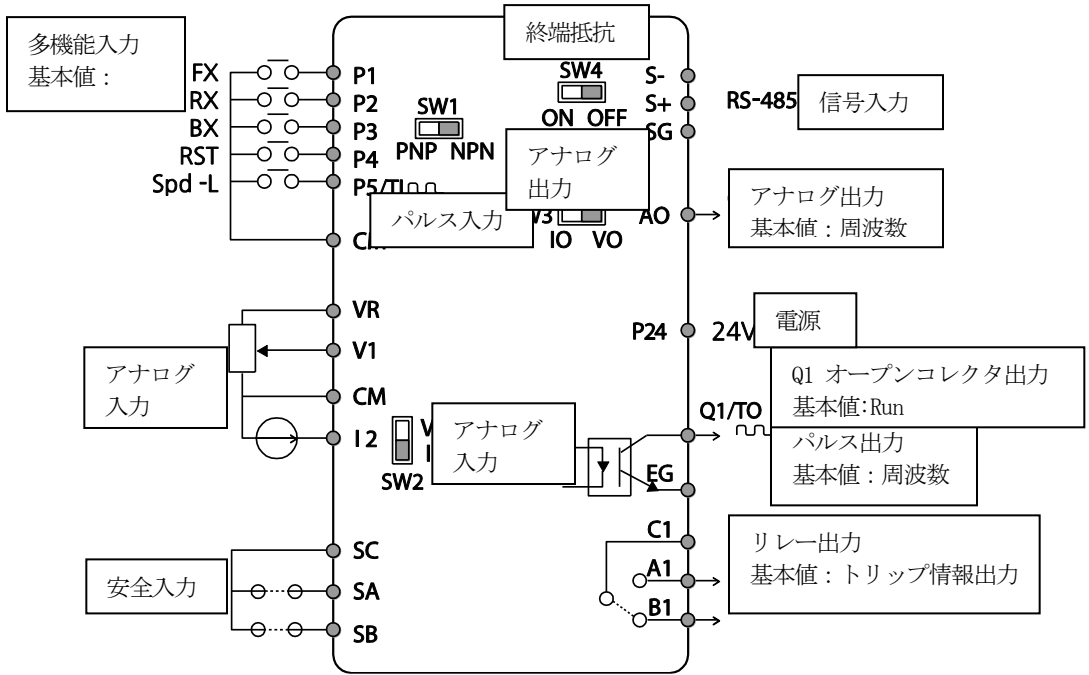 多機能入力
基本値：
FX
RX
BX
RST
Spd -L
P1
P2
P3
P4
P5/TI
SW1
PNP NPN
パルス入力
終端抵抗
SW4
ON OFF
アナログ
出力
IO VO
S-
S+
SG
RS-485
信号入力
AO
アナログ出力
基本値：周波数
VR
V1
CM
I2
アナログ
入力
SW2
アナログ
入力
P24
24V
電源
Q1/TO
Q1 オープンコレクタ出力
基本値:Run
パルス出力
基本値：周波数
EG
C1
A1
B1
リレー出力
基本値：トリップ情報出力
安全入力
SC
SA
SB